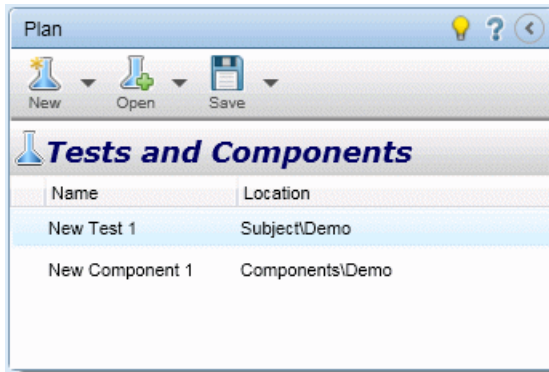 Plan
New Open Save
Tests and Components
Name Location
New Test 1 Subject\Demo
New Component 1 Components\Demo